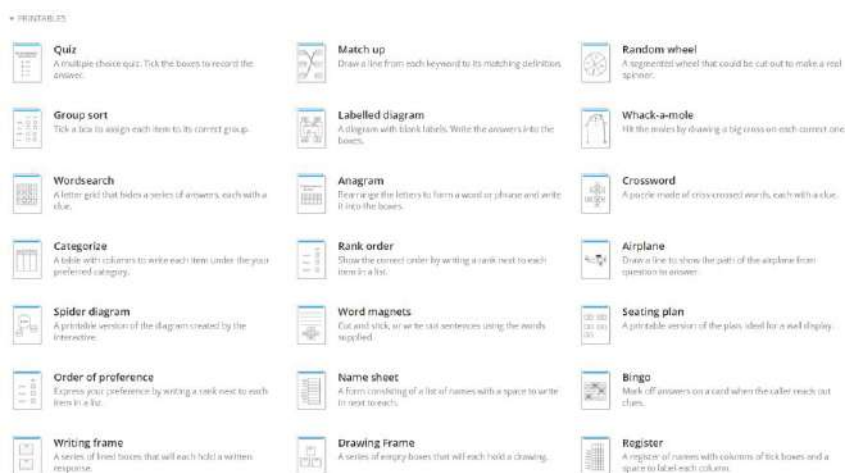 PRINTABLES
Quiz
A multiple choice quiz. Tick the boxes to record the
answer.
Match up
Draw a line from each keyword to its matching definition.
Random wheel
A segmented wheel that could be cut out to make a real
spinner.
Group sort
Tick a box to assign each item to its correct group.
Labelled diagram
A diagram with blank labels. Write the answers into the
boxes.
Whack-a-mole
Hit the moles by drawing a big cross on each correct one.
Wordsearch
A letter grid that hides a series of answers, each with a
clue.
Anagram
Rearrange the letters to form a word or phrase and write
it into the boxes.
Crossword
A puzzle made of criss-crossed words, each with a clue.
Categorize
A table with columns to write each item under the your
preferred category.
Rank order
Show the correct order by writing a rank next to each
item in a list.
Airplane
Draw a line to show the path of the airplane from
question to answer.
Spider diagram
A printable version of the diagram created by the
interactive.
Word magnets
Cut and stick, or write out sentences using the words
supplied.
Seating plan
A printable version of the plan, ideal for a wall display.
Order of preference
Express your preference by writing a rank next to each
item in a list.
Name sheet
A form consisting of a list of names with a space to write
in next to each.
Bingo
Mark off answers on a card when the caller reads out
clues.
Writing frame
A series of lined boxes that will each hold a written
response.
Drawing Frame
A series of empty boxes that will each hold a drawing.
Register
A register of names with columns of tick boxes and a
space to label each column.